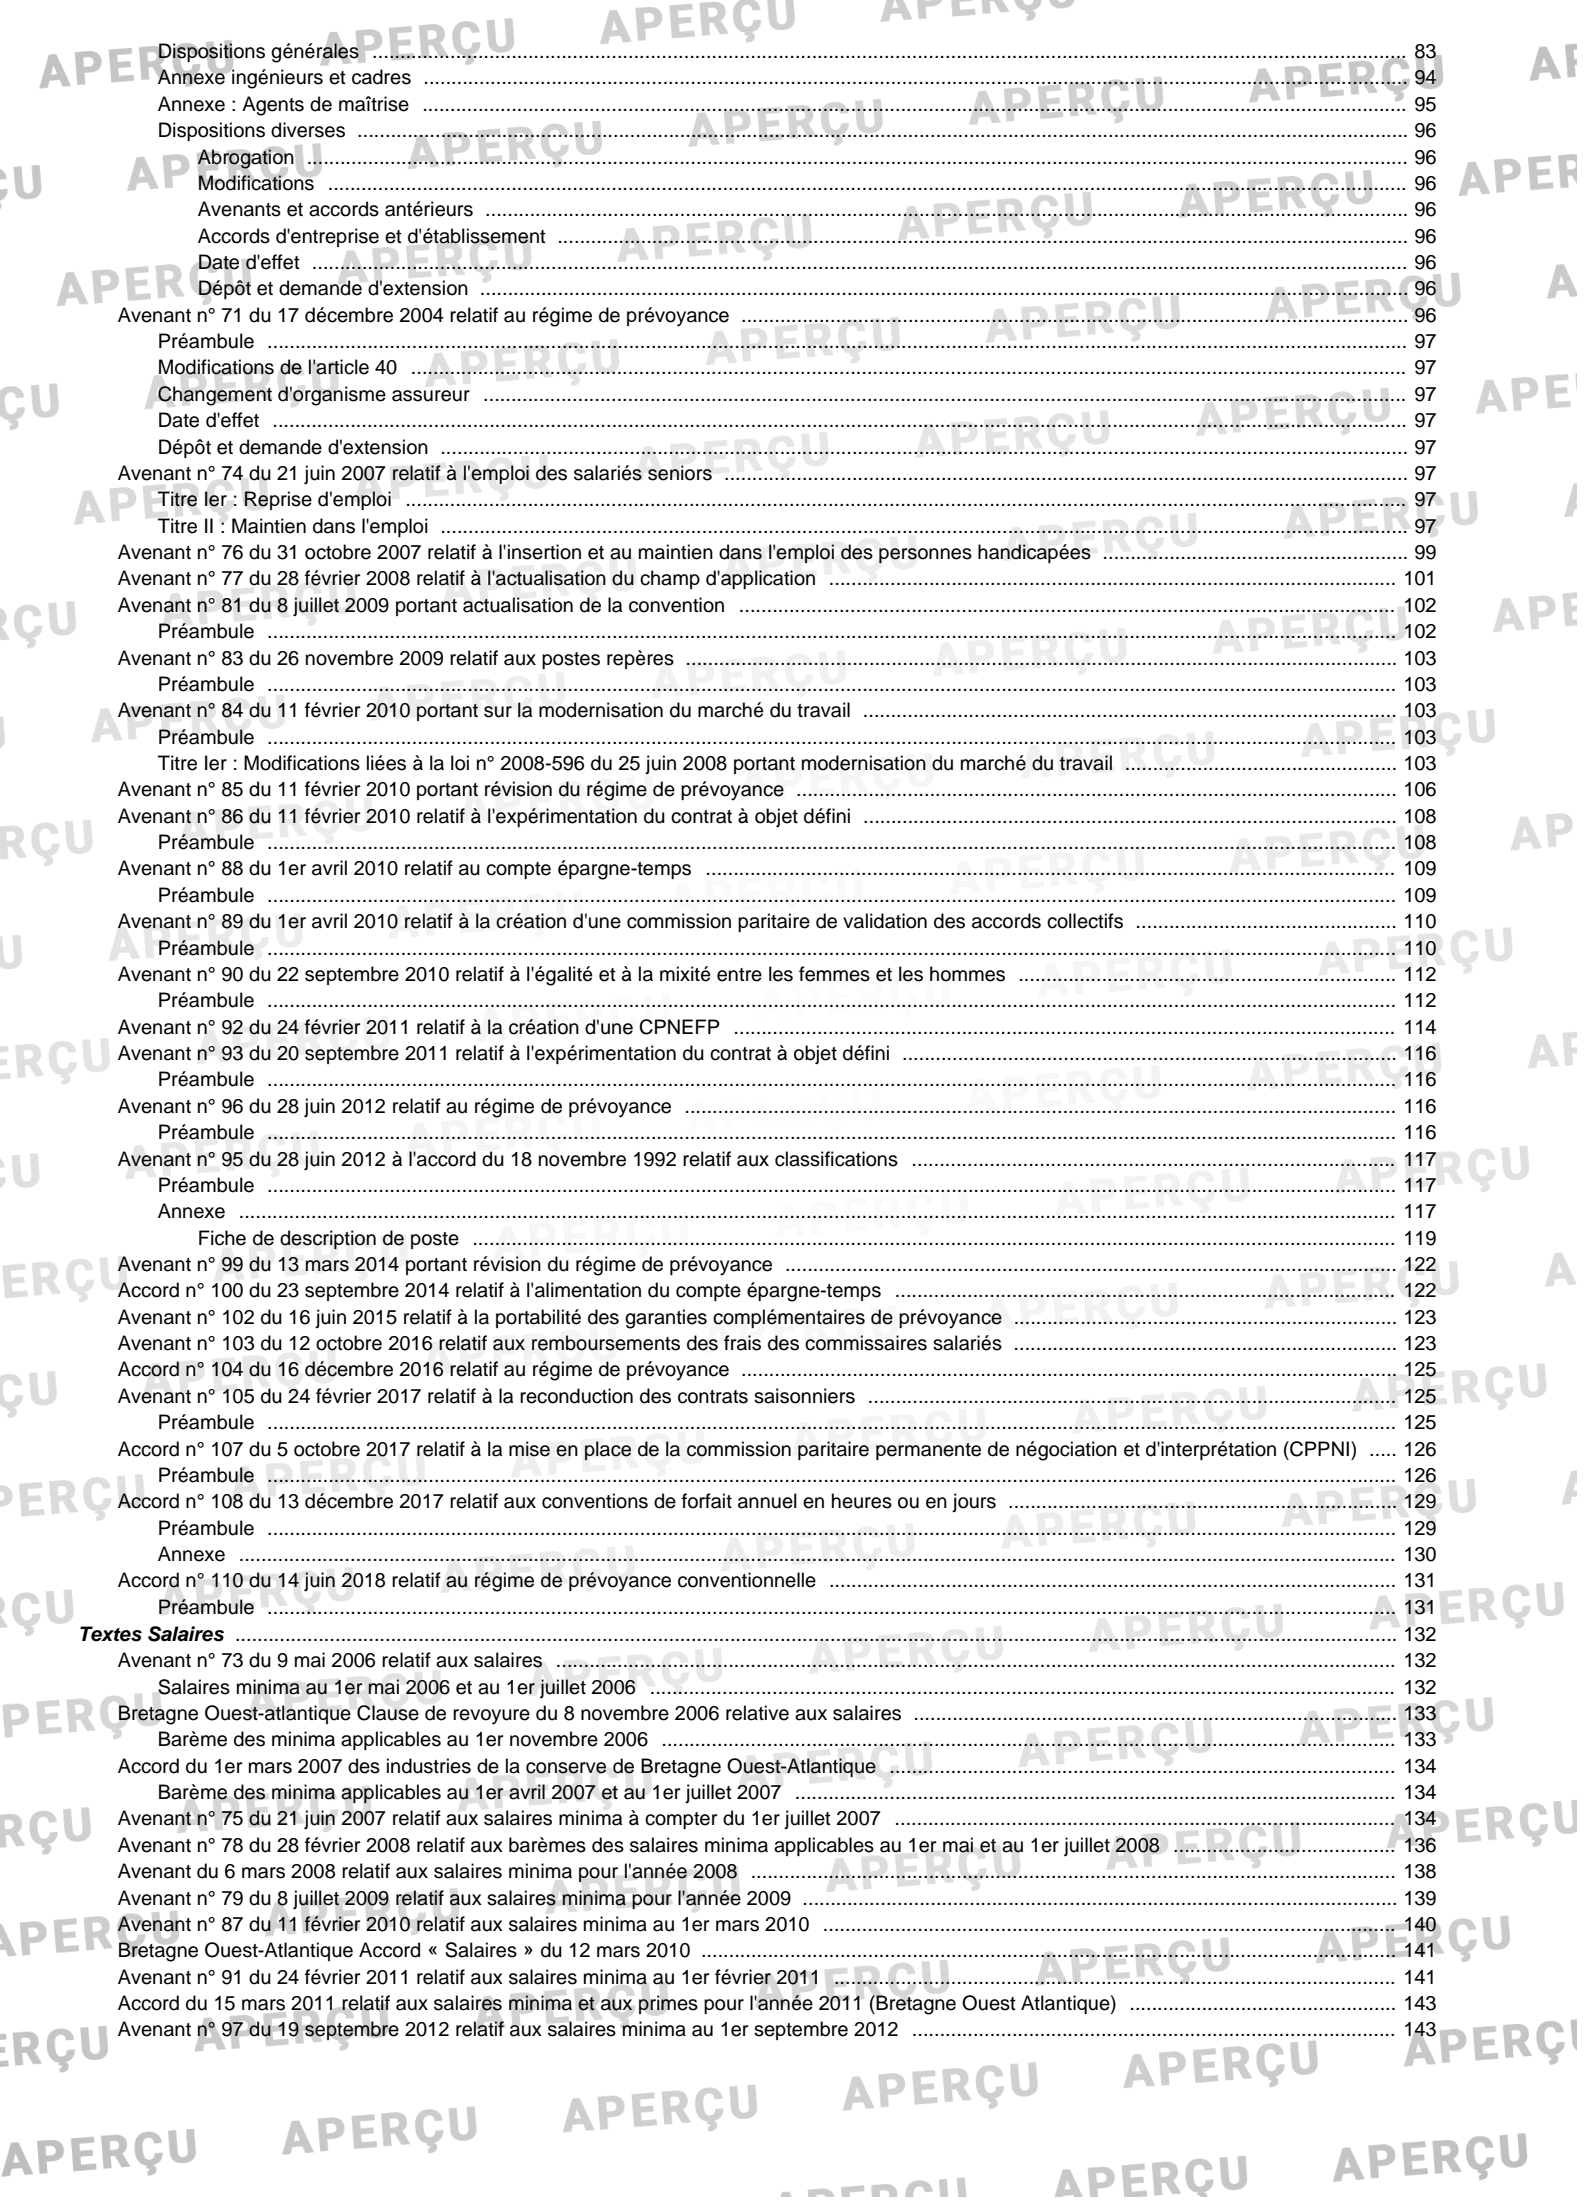 Dispositions générales ........ 83
Annexe ingénieurs et cadres ........ 94
Annexe : Agents de maîtrise ........ 95
Dispositions diverses ........ 96
Abrogation ........ 96
Modifications ........ 96
Avenants et accords antérieurs ........ 96
Accords d'entreprise et d'établissement ........ 96
Date d'effet ........ 96
Dépôt et demande d'extension ........ 96
Avenant n° 71 du 17 décembre 2004 relatif au régime de prévoyance ........ 96
Préambule ........ 97
Modifications de l'article 40 ........ 97
Changement d'organisme assureur ........ 97
Date d'effet ........ 97
Dépôt et demande d'extension ........ 97
Avenant n° 74 du 21 juin 2007 relatif à l'emploi des salariés seniors ........ 97
Titre Ier : Reprise d'emploi ........ 97
Titre II : Maintien dans l'emploi ........ 97
Avenant n° 76 du 31 octobre 2007 relatif à l'insertion et au maintien dans l'emploi des personnes handicapées ........ 99
Avenant n° 77 du 28 février 2008 relatif à l'actualisation du champ d'application ........ 101
Avenant n° 81 du 8 juillet 2009 portant actualisation de la convention ........ 102
Préambule ........ 102
Avenant n° 83 du 26 novembre 2009 relatif aux postes repères ........ 103
Préambule ........ 103
Avenant n° 84 du 11 février 2010 portant sur la modernisation du marché du travail ........ 103
Préambule ........ 103
Titre Ier : Modifications liées à la loi n° 2008-596 du 25 juin 2008 portant modernisation du marché du travail ........ 103
Avenant n° 85 du 11 février 2010 portant révision du régime de prévoyance ........ 106
Avenant n° 86 du 11 février 2010 relatif à l'expérimentation du contrat à objet défini ........ 108
Préambule ........ 108
Avenant n° 88 du 1er avril 2010 relatif au compte épargne-temps ........ 109
Préambule ........ 109
Avenant n° 89 du 1er avril 2010 relatif à la création d'une commission paritaire de validation des accords collectifs ........ 110
Préambule ........ 110
Avenant n° 90 du 22 septembre 2010 relatif à l'égalité et à la mixité entre les femmes et les hommes ........ 112
Préambule ........ 112
Avenant n° 92 du 24 février 2011 relatif à la création d'une CPNEFP ........ 114
Avenant n° 93 du 20 septembre 2011 relatif à l'expérimentation du contrat à objet défini ........ 116
Préambule ........ 116
Avenant n° 96 du 28 juin 2012 relatif au régime de prévoyance ........ 116
Préambule ........ 116
Avenant n° 95 du 28 juin 2012 à l'accord du 18 novembre 1992 relatif aux classifications ........ 117
Préambule ........ 117
Annexe ........ 117
Fiche de description de poste ........ 119
Avenant n° 99 du 13 mars 2014 portant révision du régime de prévoyance ........ 122
Accord n° 100 du 23 septembre 2014 relatif à l'alimentation du compte épargne-temps ........ 122
Avenant n° 102 du 16 juin 2015 relatif à la portabilité des garanties complémentaires de prévoyance ........ 123
Avenant n° 103 du 12 octobre 2016 relatif aux remboursements des frais des commissaires salariés ........ 123
Accord n° 104 du 16 décembre 2016 relatif au régime de prévoyance ........ 125
Avenant n° 105 du 24 février 2017 relatif à la reconduction des contrats saisonniers ........ 125
Préambule ........ 125
Accord n° 107 du 5 octobre 2017 relatif à la mise en place de la commission paritaire permanente de négociation et d'interprétation (CPPNI) ..... 126
Préambule ........ 126
Accord n° 108 du 13 décembre 2017 relatif aux conventions de forfait annuel en heures ou en jours ........ 129
Préambule ........ 129
Annexe ........ 130
Accord n° 110 du 14 juin 2018 relatif au régime de prévoyance conventionnelle ........ 131
Préambule ........ 131
Textes Salaires ........ 132
Avenant n° 73 du 9 mai 2006 relatif aux salaires ........ 132
Salaires minima au 1er mai 2006 et au 1er juillet 2006 ........ 132
Bretagne Ouest-atlantique Clause de revoyure du 8 novembre 2006 relative aux salaires ........ 133
Barème des minima applicables au 1er novembre 2006 ........ 133
Accord du 1er mars 2007 des industries de la conserve de Bretagne Ouest-Atlantique ........ 134
Barème des minima applicables au 1er avril 2007 et au 1er juillet 2007 ........ 134
Avenant n° 75 du 21 juin 2007 relatif aux salaires minima à compter du 1er juillet 2007 ........ 134
Avenant n° 78 du 28 février 2008 relatif aux barèmes des salaires minima applicables au 1er mai et au 1er juillet 2008 ........ 136
Avenant du 6 mars 2008 relatif aux salaires minima pour l'année 2008 ........ 138
Avenant n° 79 du 8 juillet 2009 relatif aux salaires minima pour l'année 2009 ........ 139
Avenant n° 87 du 11 février 2010 relatif aux salaires minima au 1er mars 2010 ........ 140
Bretagne Ouest-Atlantique Accord « Salaires » du 12 mars 2010 ........ 141
Avenant n° 91 du 24 février 2011 relatif aux salaires minima au 1er février 2011 ........ 141
Accord du 15 mars 2011 relatif aux salaires minima et aux primes pour l'année 2011 (Bretagne Ouest Atlantique) ........ 143
Avenant n° 97 du 19 septembre 2012 relatif aux salaires minima au 1er septembre 2012 ........ 143
APERÇU